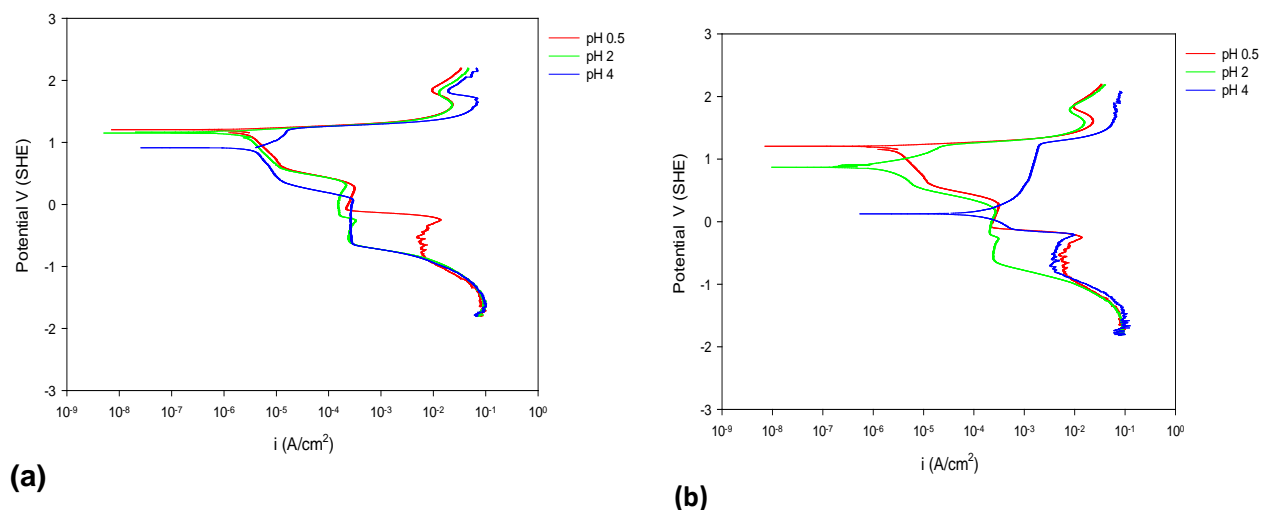 3
2
1
0
-1
-2
-3
Potential V (SHE)
10⁻⁹ 10⁻⁸ 10⁻⁷ 10⁻⁶ 10⁻⁵ 10⁻⁴ 10⁻³ 10⁻² 10⁻¹ 10⁰
i (A/cm²)
pH 0.5
pH 2
pH 4
(a)
3
2
1
0
-1
-2
-3
Potential V (SHE)
10⁻⁹ 10⁻⁸ 10⁻⁷ 10⁻⁶ 10⁻⁵ 10⁻⁴ 10⁻³ 10⁻² 10⁻¹ 10⁰
i (A/cm²)
pH 0.5
pH 2
pH 4
(b)